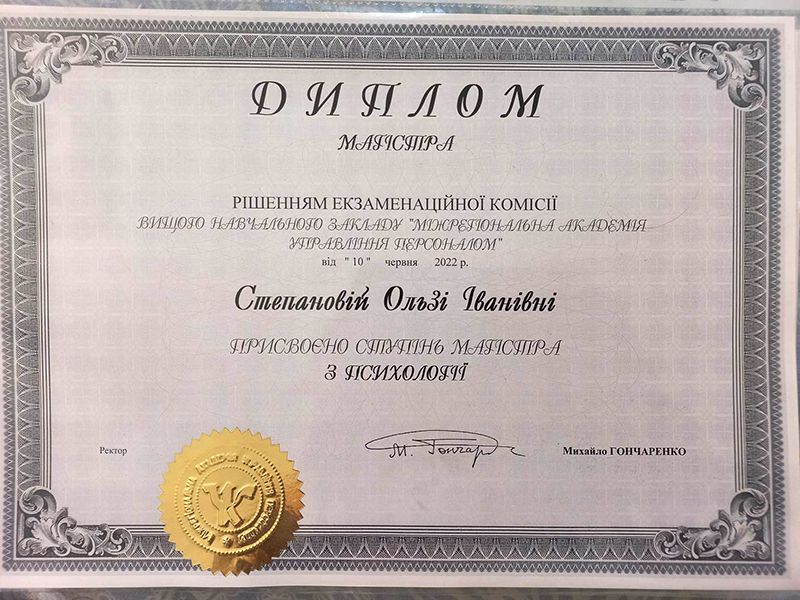 ДИПЛОМ
МАГІСТРА
РІШЕННЯМ ЕКЗАМЕНАЦІЙНОЇ КОМІСІЇ
ВИЩОГО НАВЧАЛЬНОГО ЗАКЛАДУ "МІЖРЕГІОНАЛЬНА АКАДЕМІЯ
УПРАВЛІННЯ ПЕРСОНАЛОМ"
від " 10 " червня 2022 р.
Степановій Ользі Іванівні
ПРИСВОЄНО СТУПІНЬ МАГІСТРА
З ПСИХОЛОГІЇ
Ректор
М. Гончар
Михайло ГОНЧАРЕНКО